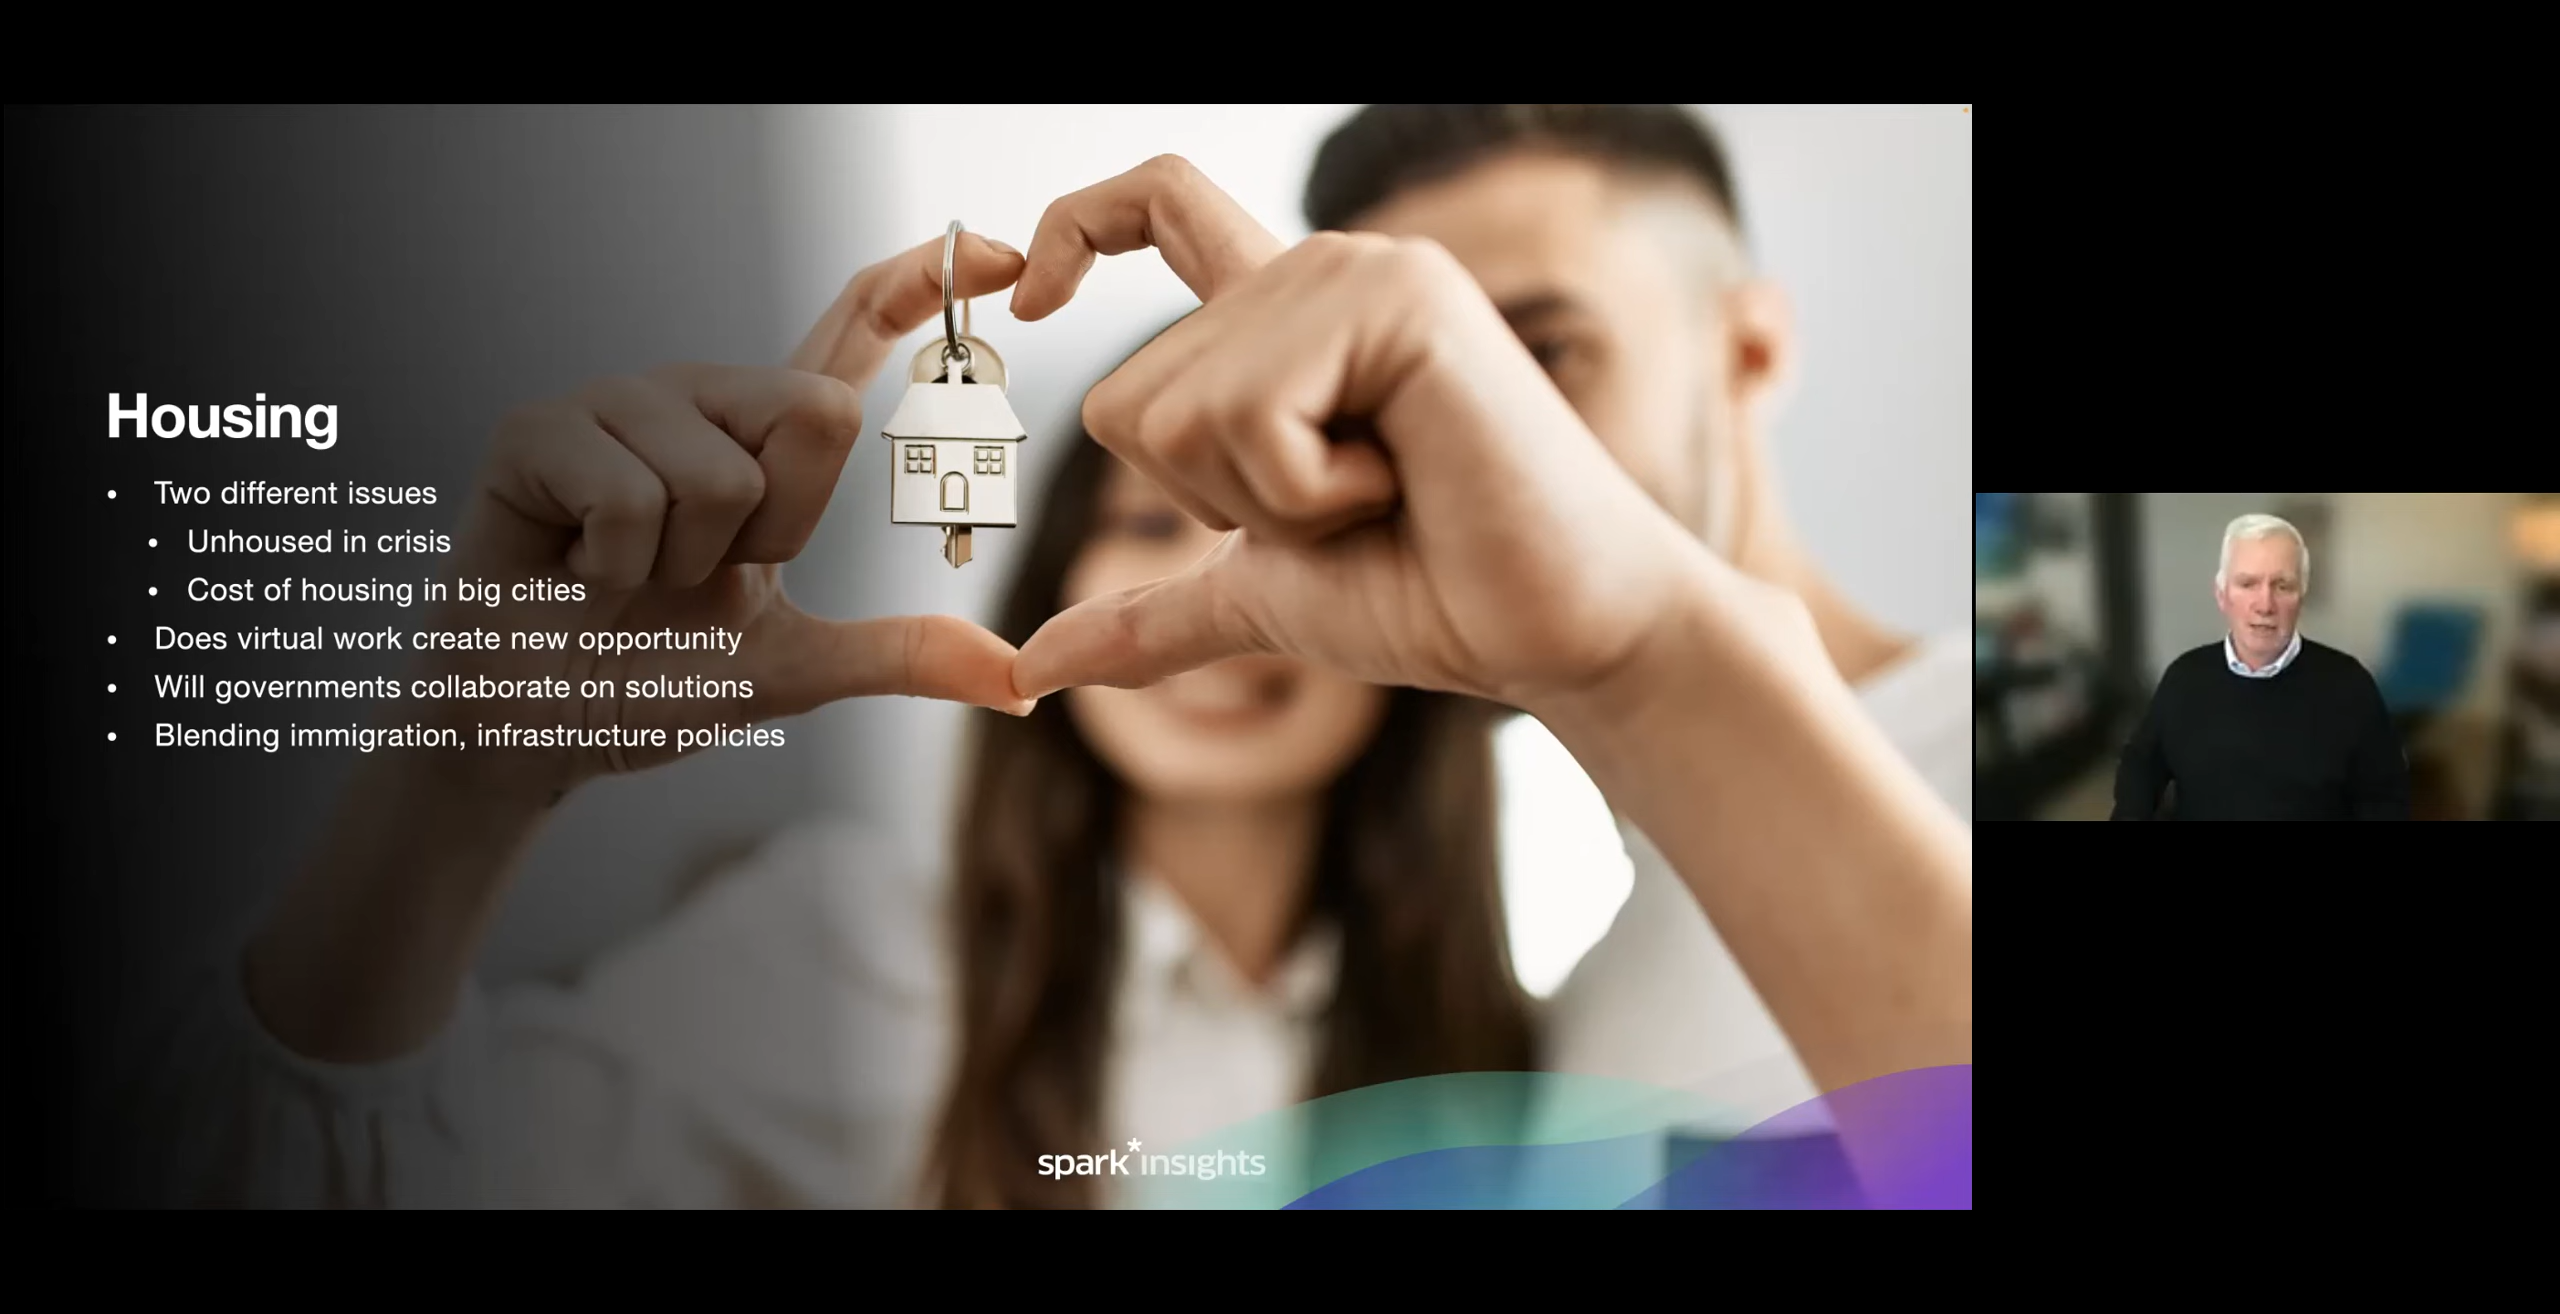 Housing
• Two different issues
• Unhoused in crisis
• Cost of housing in big cities
• Does virtual work create new opportunity
• Will governments collaborate on solutions
• Blending immigration, infrastructure policies
spark*insights